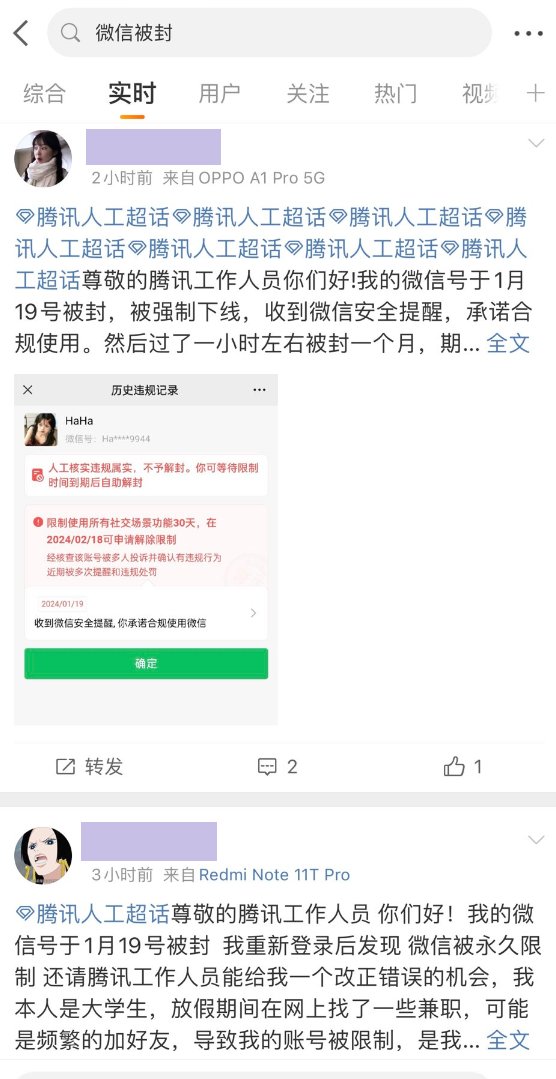 微信被封
综合 实时 用户 关注 热门 视频
2小时前 来自OPPO A1 Pro 5G
腾讯人工超话腾讯人工超话腾讯人工超话腾
讯人工超话腾讯人工超话腾讯人工超话腾讯人
工超话尊敬的腾讯工作人员你们好!我的微信号于1月
19号被封，被强制下线，收到微信安全提醒，承诺合
规使用。然后过了一小时左右被封一个月，期... 全文
历史违规记录
HaHa
微信号：Ha****9944
人工核实违规属实，不予解封。你可等待限制
时间到期后自助解封
限制使用所有社交场景功能30天，在
2024/02/18可申请解除限制
经核查该账号被多人投诉并确认有违规行为
近期被多次提醒和违规处罚
2024/01/19
收到微信安全提醒, 你承诺合规使用微信
确定
转发 2 1
3小时前 来自Redmi Note 11T Pro
腾讯人工超话尊敬的腾讯工作人员 你们好！我的微
信号于1月19号被封 我重新登录后发现 微信被永久限
制 还请腾讯工作人员能给我一个改正错误的机会，我
本人是大学生，放假期间在网上找了一些兼职，可能
是频繁的加好友，导致我的账号被限制，是我... 全文